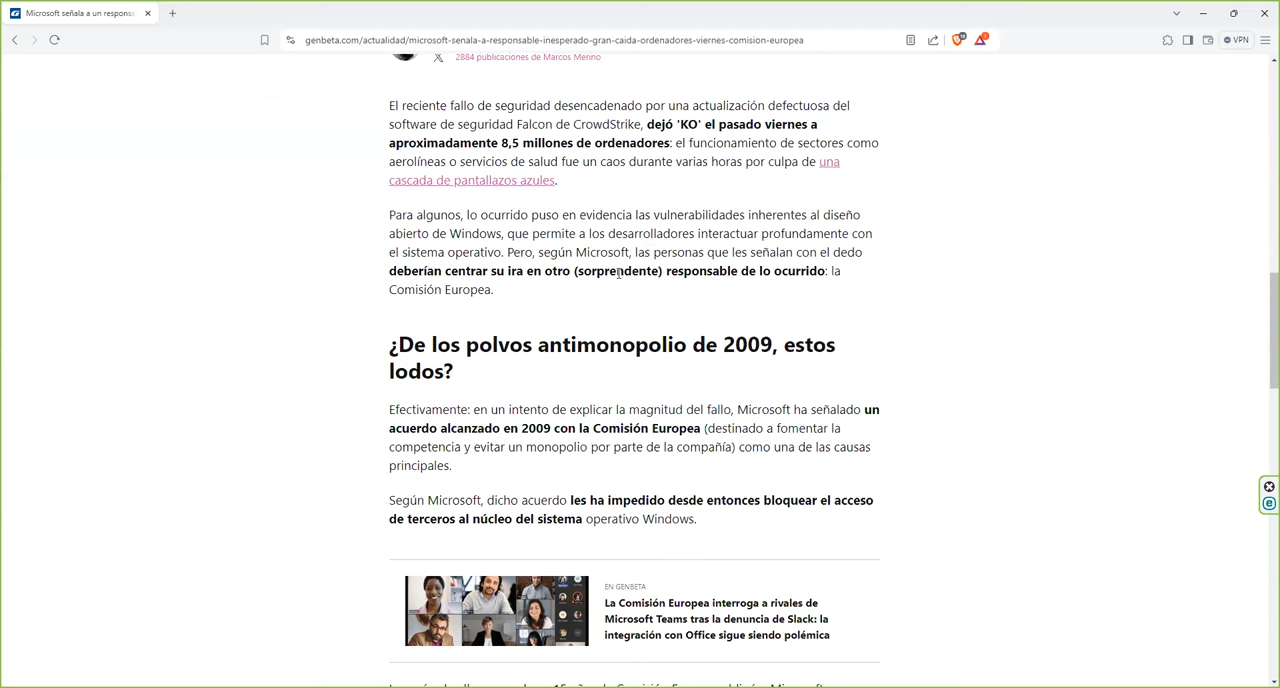 Microsoft señala a un responsa
genbeta.com/actualidad/microsoft-senala-a-responsable-inesperado-gran-caida-ordenadores-viernes-comision-europea
VPN
2884 publicaciones de Marcos Merino
El reciente fallo de seguridad desencadenado por una actualización defectuosa del
software de seguridad Falcon de CrowdStrike, dejó 'KO' el pasado viernes a
aproximadamente 8,5 millones de ordenadores: el funcionamiento de sectores como
aerolíneas o servicios de salud fue un caos durante varias horas por culpa de una
cascada de pantallazos azules.
Para algunos, lo ocurrido puso en evidencia las vulnerabilidades inherentes al diseño
abierto de Windows, que permite a los desarrolladores interactuar profundamente con
el sistema operativo. Pero, según Microsoft, las personas que les señalan con el dedo
deberían centrar su ira en otro (sorprendente) responsable de lo ocurrido: la
Comisión Europea.
¿De los polvos antimonopolio de 2009, estos
lodos?
Efectivamente: en un intento de explicar la magnitud del fallo, Microsoft ha señalado un
acuerdo alcanzado en 2009 con la Comisión Europea (destinado a fomentar la
competencia y evitar un monopolio por parte de la compañía) como una de las causas
principales.
Según Microsoft, dicho acuerdo les ha impedido desde entonces bloquear el acceso
de terceros al núcleo del sistema operativo Windows.
EN GENBETA
La Comisión Europea interroga a rivales de
Microsoft Teams tras la denuncia de Slack: la
integración con Office sigue siendo polémica